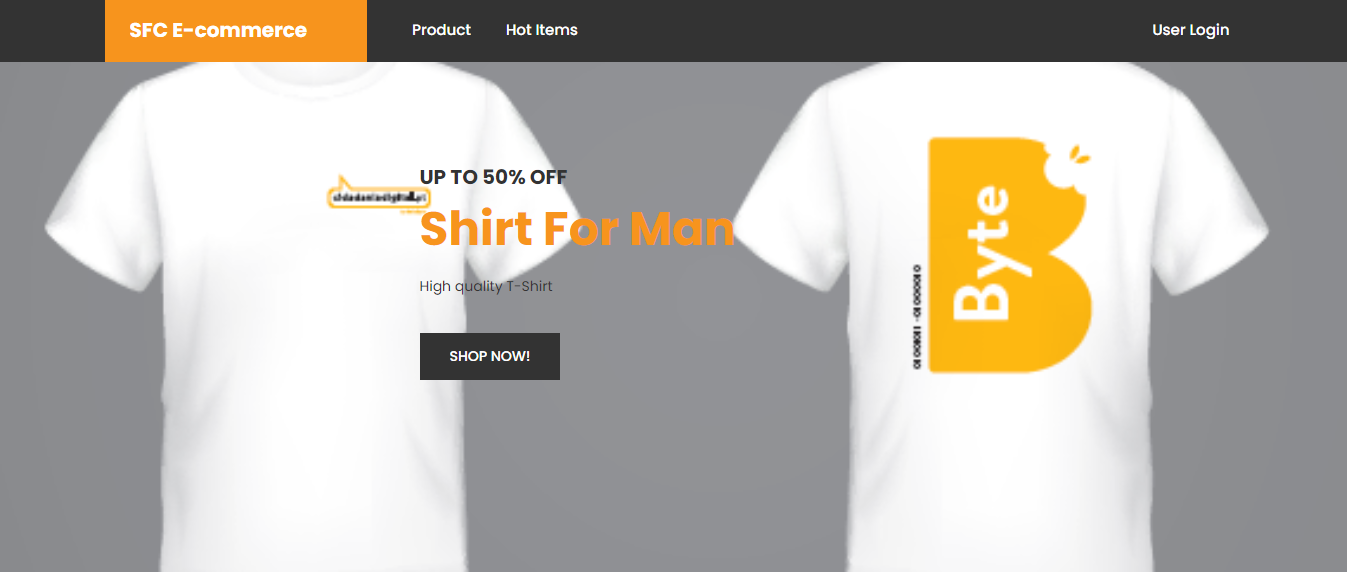 SFC E-commerce
Product
Hot Items
User Login
UP TO 50% OFF
Shirt For Man
High quality T-Shirt
SHOP NOW!
Byte